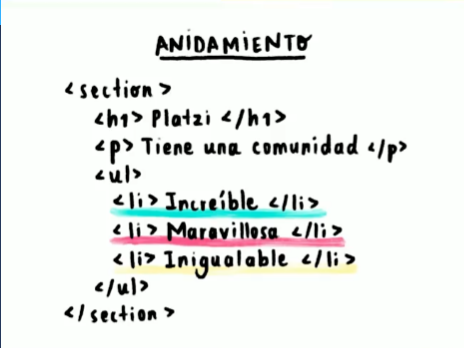 ANIDAMIENTO
<section>
<h1> Platzi </h1>
<p> Tiene una comunidad </p>
<ul>
<li> Increíble </li>
<li> Maravillosa </li>
<li> Inigualable </li>
</ul>
</section>